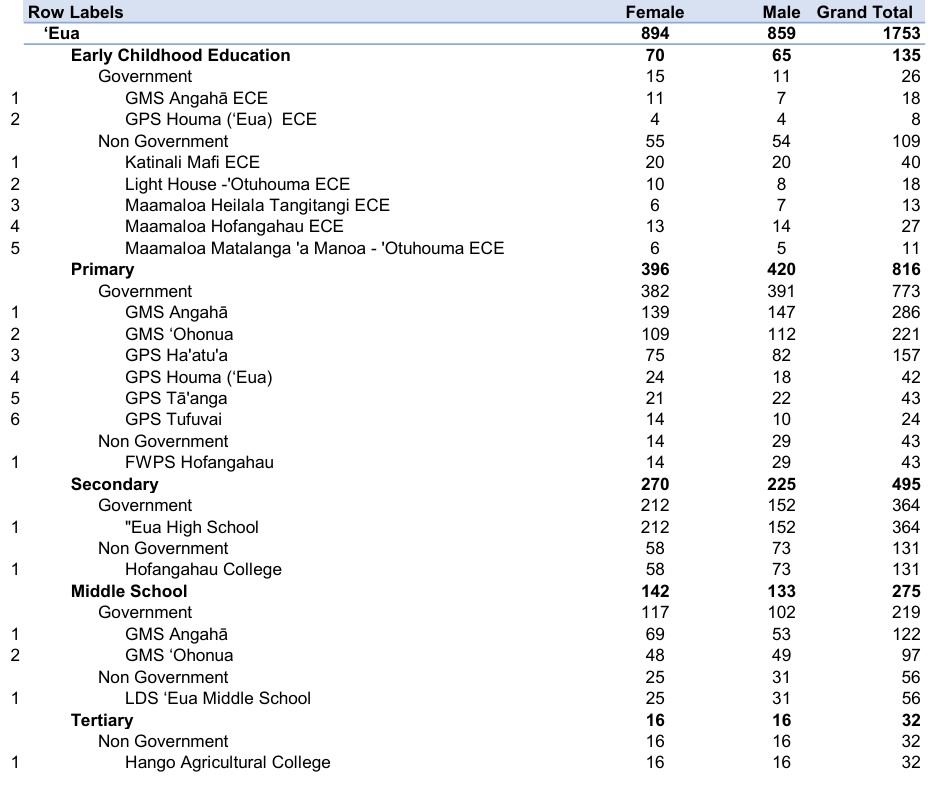 Row Labels Female Male Grand Total
‘Eua 894 859 1753
Early Childhood Education 70 65 135
Government 15 11 26
1 GMS Angahā ECE 11 7 18
2 GPS Houma (‘Eua)  ECE 4 4 8
Non Government 55 54 109
1 Katinali Mafi ECE 20 20 40
2 Light House -'Otuhouma ECE 10 8 18
3 Maamaloa Heilala Tangitangi ECE 6 7 13
4 Maamaloa Hofangahau ECE 13 14 27
5 Maamaloa Matalanga 'a Manoa - 'Otuhouma ECE 6 5 11
Primary 396 420 816
Government 382 391 773
1 GMS Angahā 139 147 286
2 GMS ‘Ohonua 109 112 221
3 GPS Ha'atu'a 75 82 157
4 GPS Houma (‘Eua) 24 18 42
5 GPS Tā'anga 21 22 43
6 GPS Tufuvai 14 10 24
Non Government 14 29 43
1 FWPS Hofangahau 14 29 43
Secondary 270 225 495
Government 212 152 364
1 "Eua High School 212 152 364
Non Government 58 73 131
1 Hofangahau College 58 73 131
Middle School 142 133 275
Government 117 102 219
1 GMS Angahā 69 53 122
2 GMS ‘Ohonua 48 49 97
Non Government 25 31 56
1 LDS ‘Eua Middle School 25 31 56
Tertiary 16 16 32
Non Government 16 16 32
1 Hango Agricultural College 16 16 32